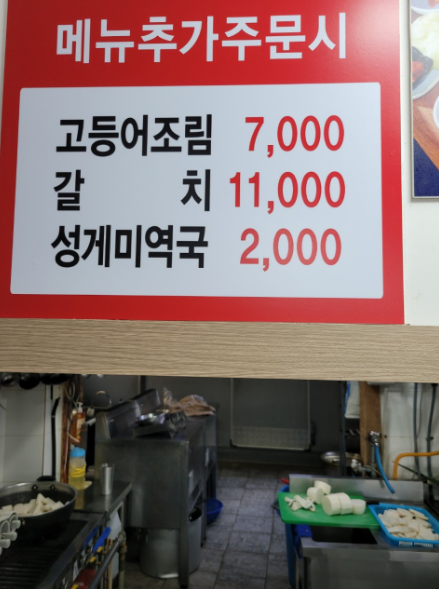 메뉴추가주문시
고등어조림 7,000
갈 치 11,000
성게미역국 2,000